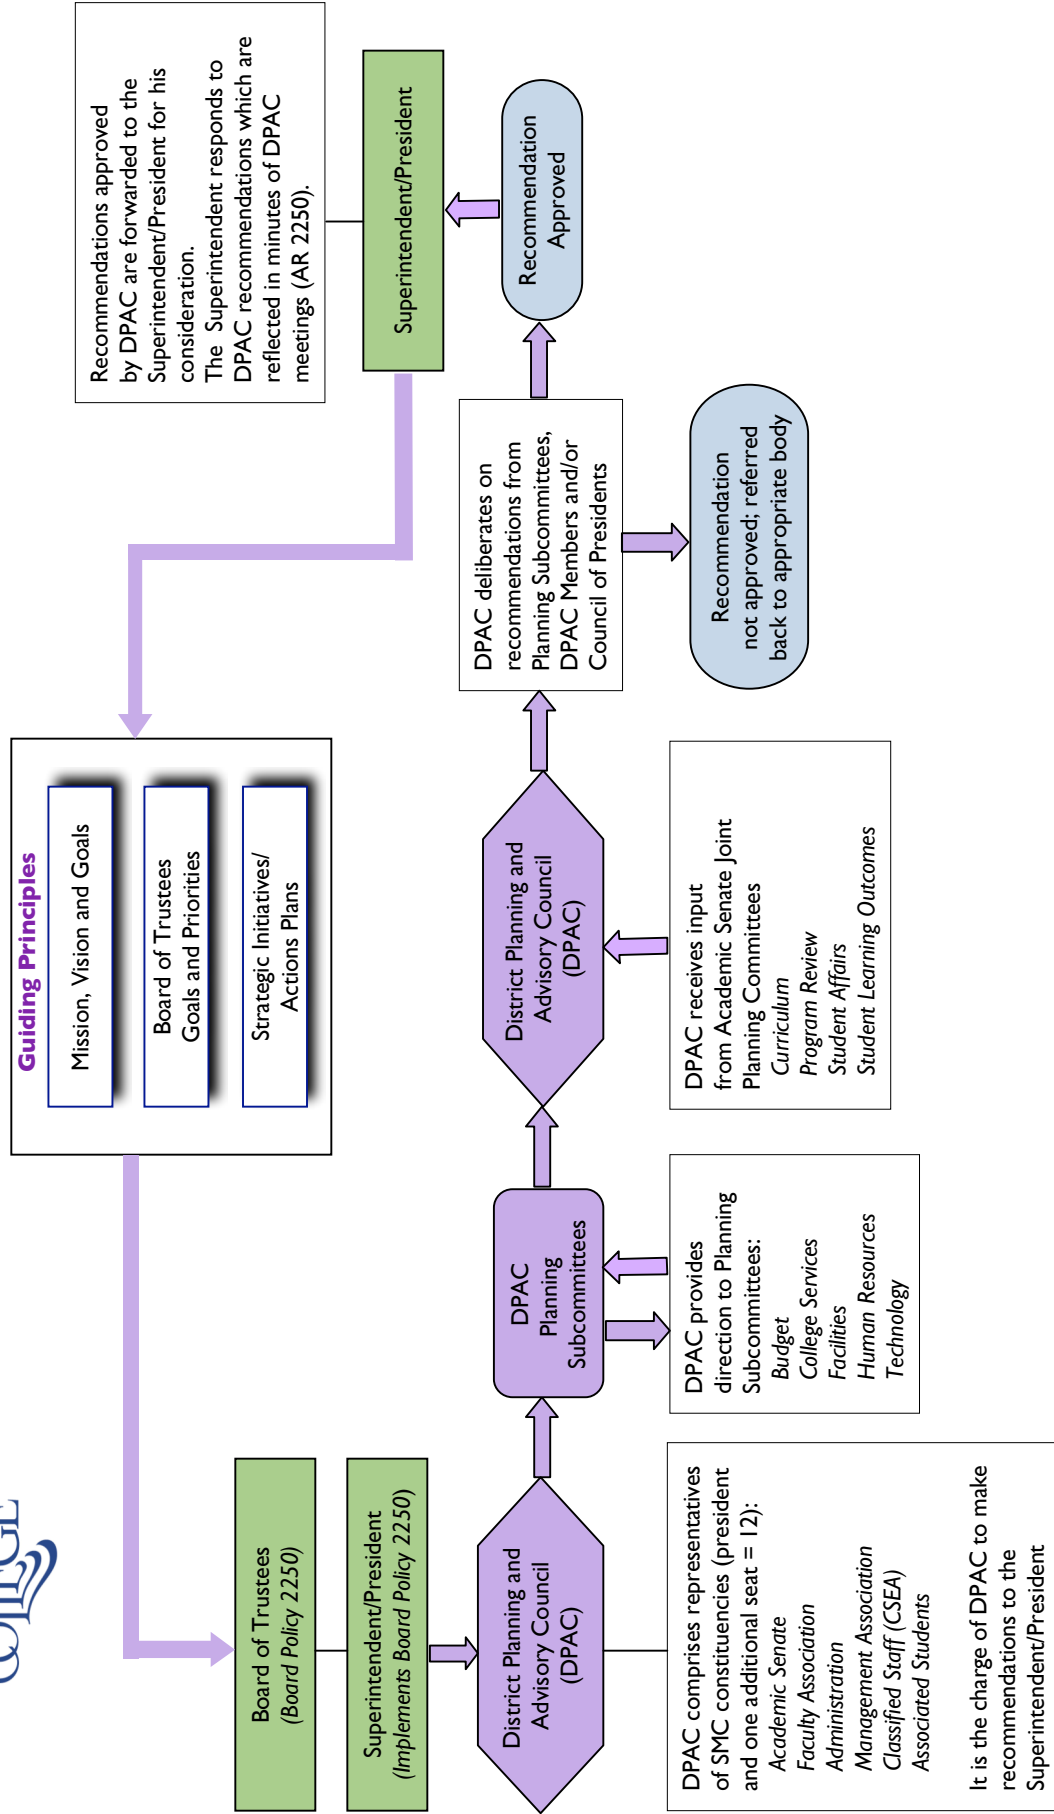 COLLEGE
Guiding Principles
Mission, Vision and Goals
Board of Trustees
Goals and Priorities
Strategic Initiatives/
Actions Plans
Board of Trustees
(Board Policy 2250)
Superintendent/President
(Implements Board Policy 2250)
District Planning and
Advisory Council
(DPAC)
DPAC comprises representatives
of SMC constituencies (president
and one additional seat = 12):
Academic Senate
Faculty Association
Administration
Management Association
Classified Staff (CSEA)
Associated Students
It is the charge of DPAC to make
recommendations to the
Superintendent/President
DPAC
Planning
Subcommittees
DPAC provides
direction to Planning
Subcommittees:
Budget
College Services
Facilities
Human Resources
Technology
District Planning and
Advisory Council
(DPAC)
DPAC receives input
from Academic Senate Joint
Planning Committees
Curriculum
Program Review
Student Affairs
Student Learning Outcomes
DPAC deliberates on
recommendations from
Planning Subcommittees,
DPAC Members and/or
Council of Presidents
Recommendation
not approved; referred
back to appropriate body
Recommendation
Approved
Superintendent/President
Recommendations approved
by DPAC are forwarded to the
Superintendent/President for his
consideration.
The Superintendent responds to
DPAC recommendations which are
reflected in minutes of DPAC
meetings (AR 2250).